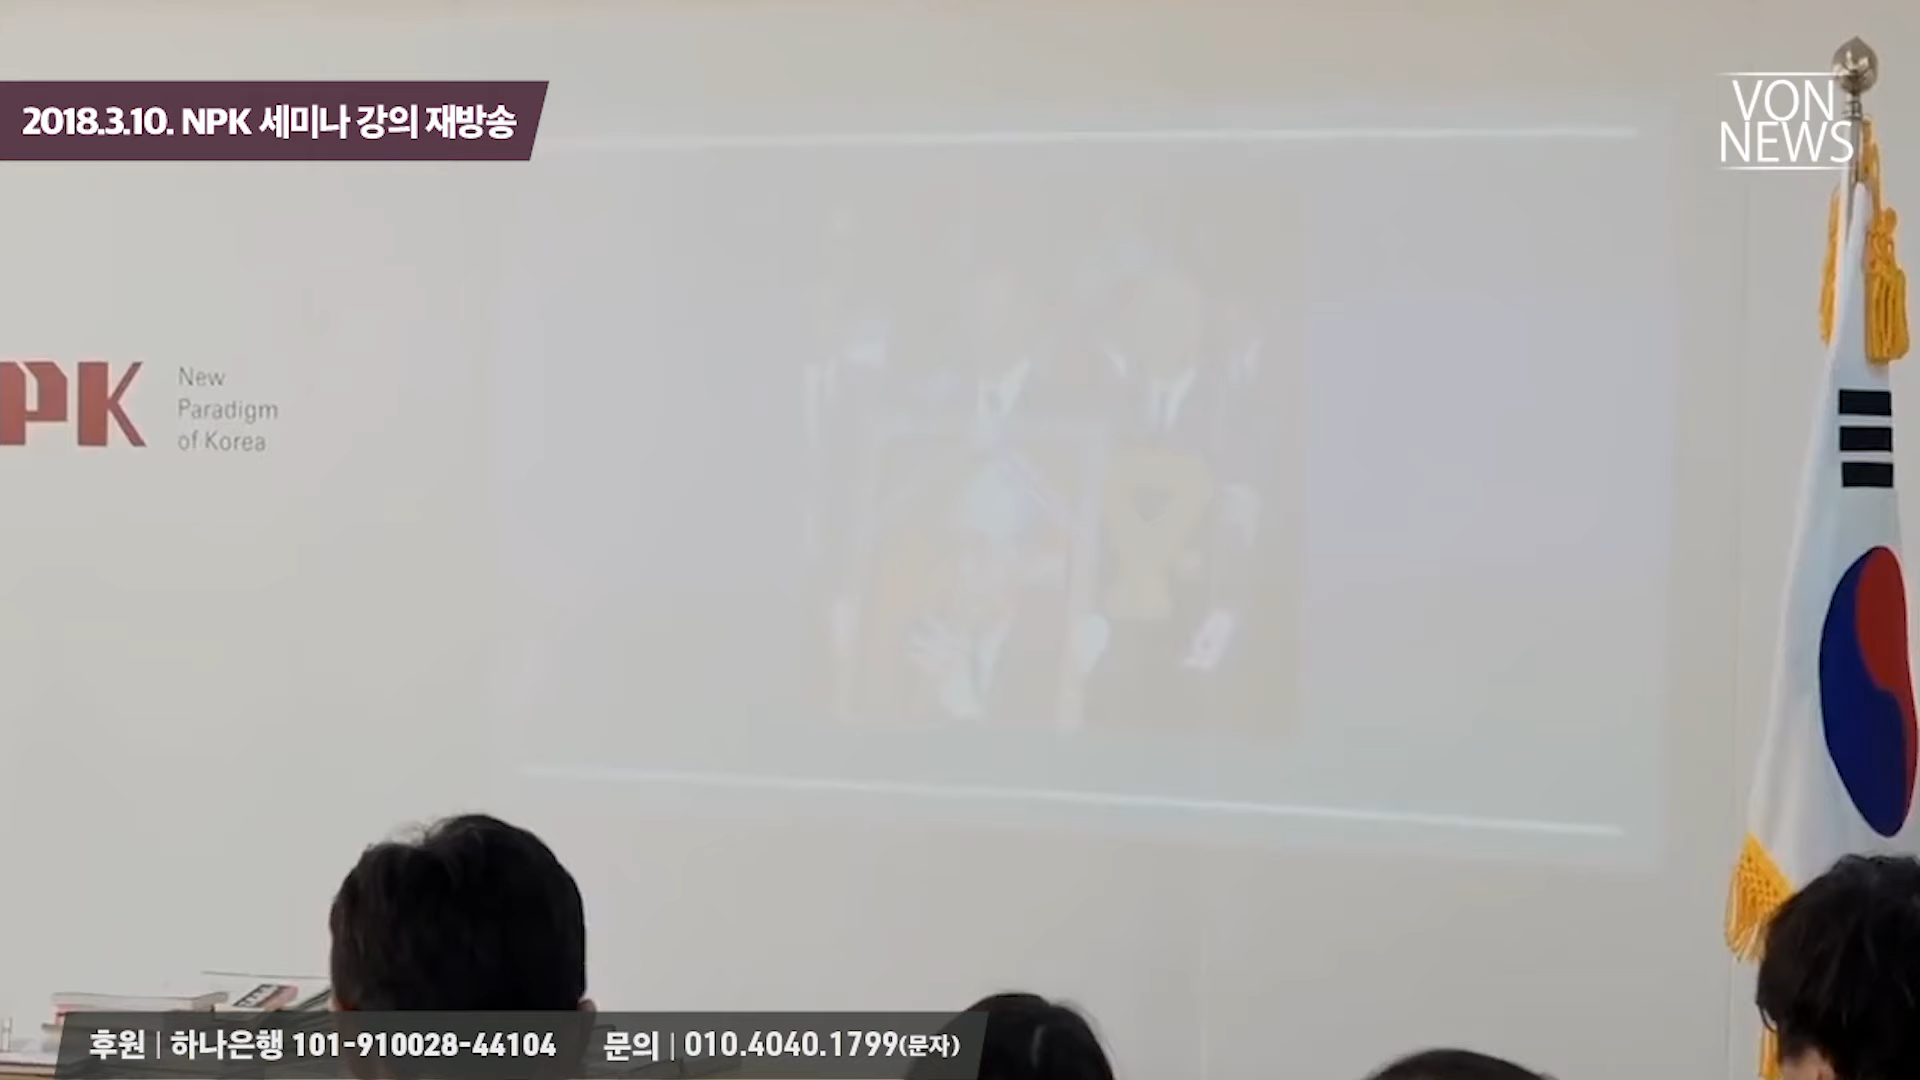 2018.3.10. NPK 세미나 강의 재방송
VON
NEWS
PK
New
Paradigm
of Korea
후원 | 하나은행 101-910028-44104 문의 | 010.4040.1799(문자)